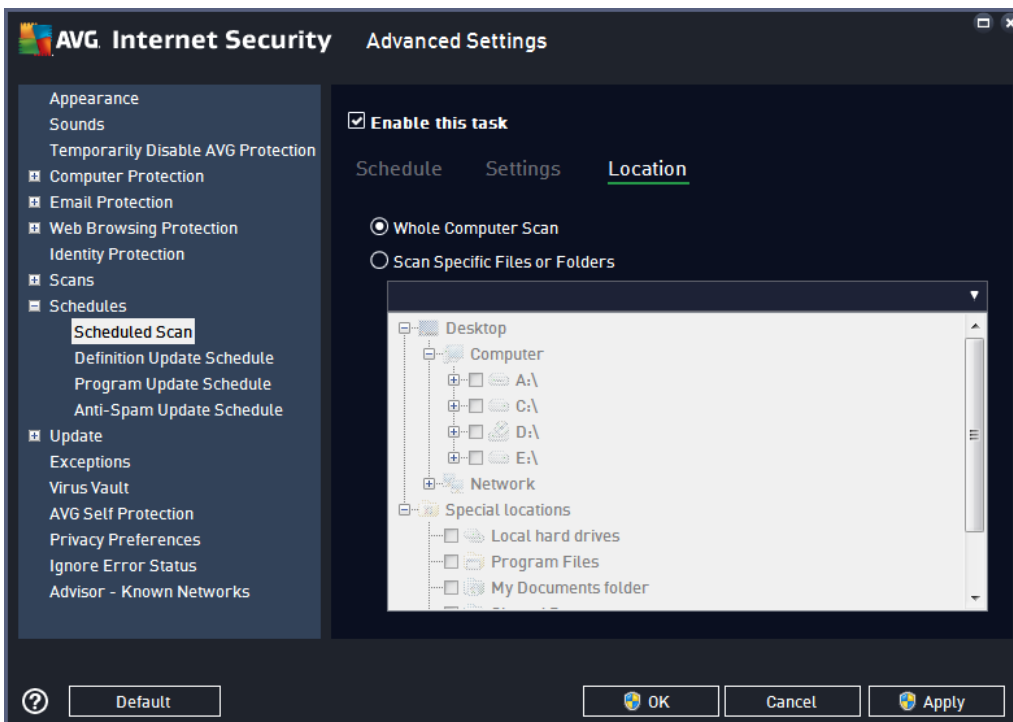 AVG Internet Security Advanced Settings
Appearance
Sounds
Temporarily Disable AVG Protection
Computer Protection
Email Protection
Web Browsing Protection
Identity Protection
Scans
Schedules
Scheduled Scan
Definition Update Schedule
Program Update Schedule
Anti-Spam Update Schedule
Update
Exceptions
Virus Vault
AVG Self Protection
Privacy Preferences
Ignore Error Status
Advisor - Known Networks
Enable this task
Schedule Settings Location
Whole Computer Scan
Scan Specific Files or Folders
Desktop
Computer
A:\
C:\
D:\
E:\
Network
Special locations
Local hard drives
Program Files
My Documents folder
? Default OK Cancel Apply